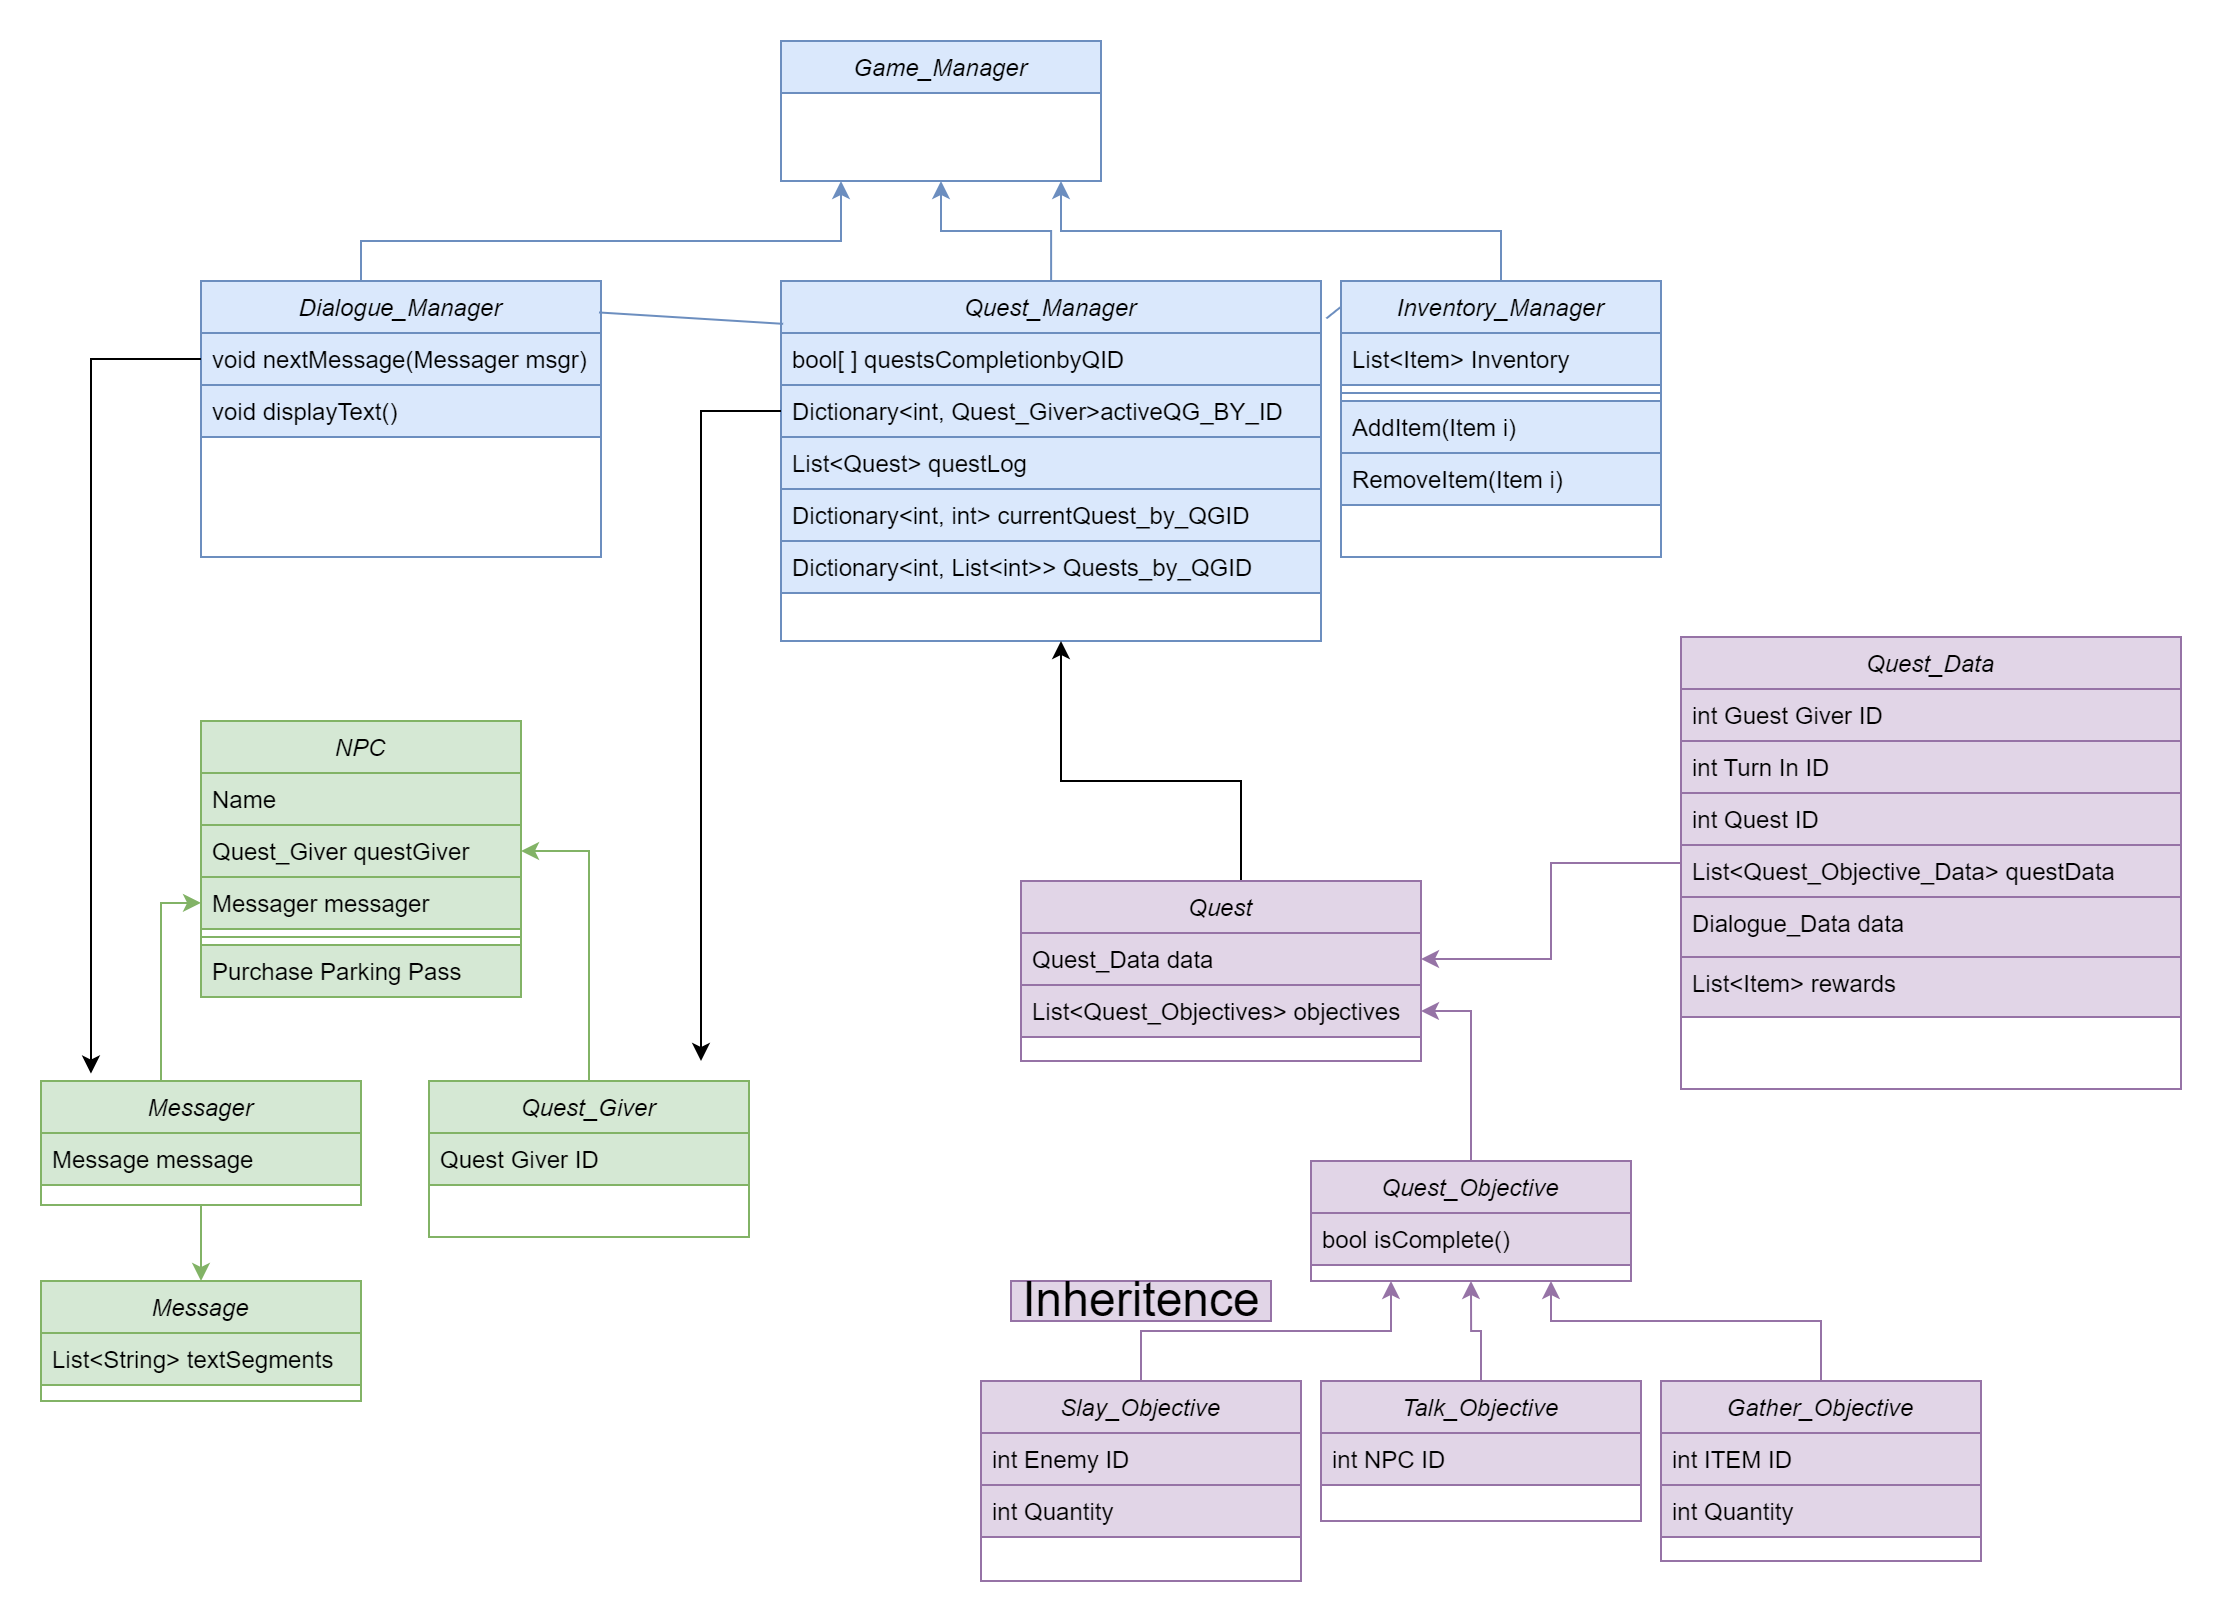 Game_Manager
Dialogue_Manager
void nextMessage(Messager msgr)
void displayText()
Quest_Manager
bool[ ] questsCompletionbyQID
Dictionary<int, Quest_Giver>activeQG_BY_ID
List<Quest> questLog
Dictionary<int, int> currentQuest_by_QGID
Dictionary<int, List<int>> Quests_by_QGID
Inventory_Manager
List<Item> Inventory
AddItem(Item i)
RemoveItem(Item i)
NPC
Name
Quest_Giver questGiver
Messager messager
Purchase Parking Pass
Quest_Data
int Guest Giver ID
int Turn In ID
int Quest ID
List<Quest_Objective_Data> questData
Dialogue_Data data
List<Item> rewards
Quest
Quest_Data data
List<Quest_Objectives> objectives
Messager
Message message
Quest_Giver
Quest Giver ID
Quest_Objective
bool isComplete()
Message
List<String> textSegments
Inheritence
Slay_Objective
int Enemy ID
int Quantity
Talk_Objective
int NPC ID
Gather_Objective
int ITEM ID
int Quantity